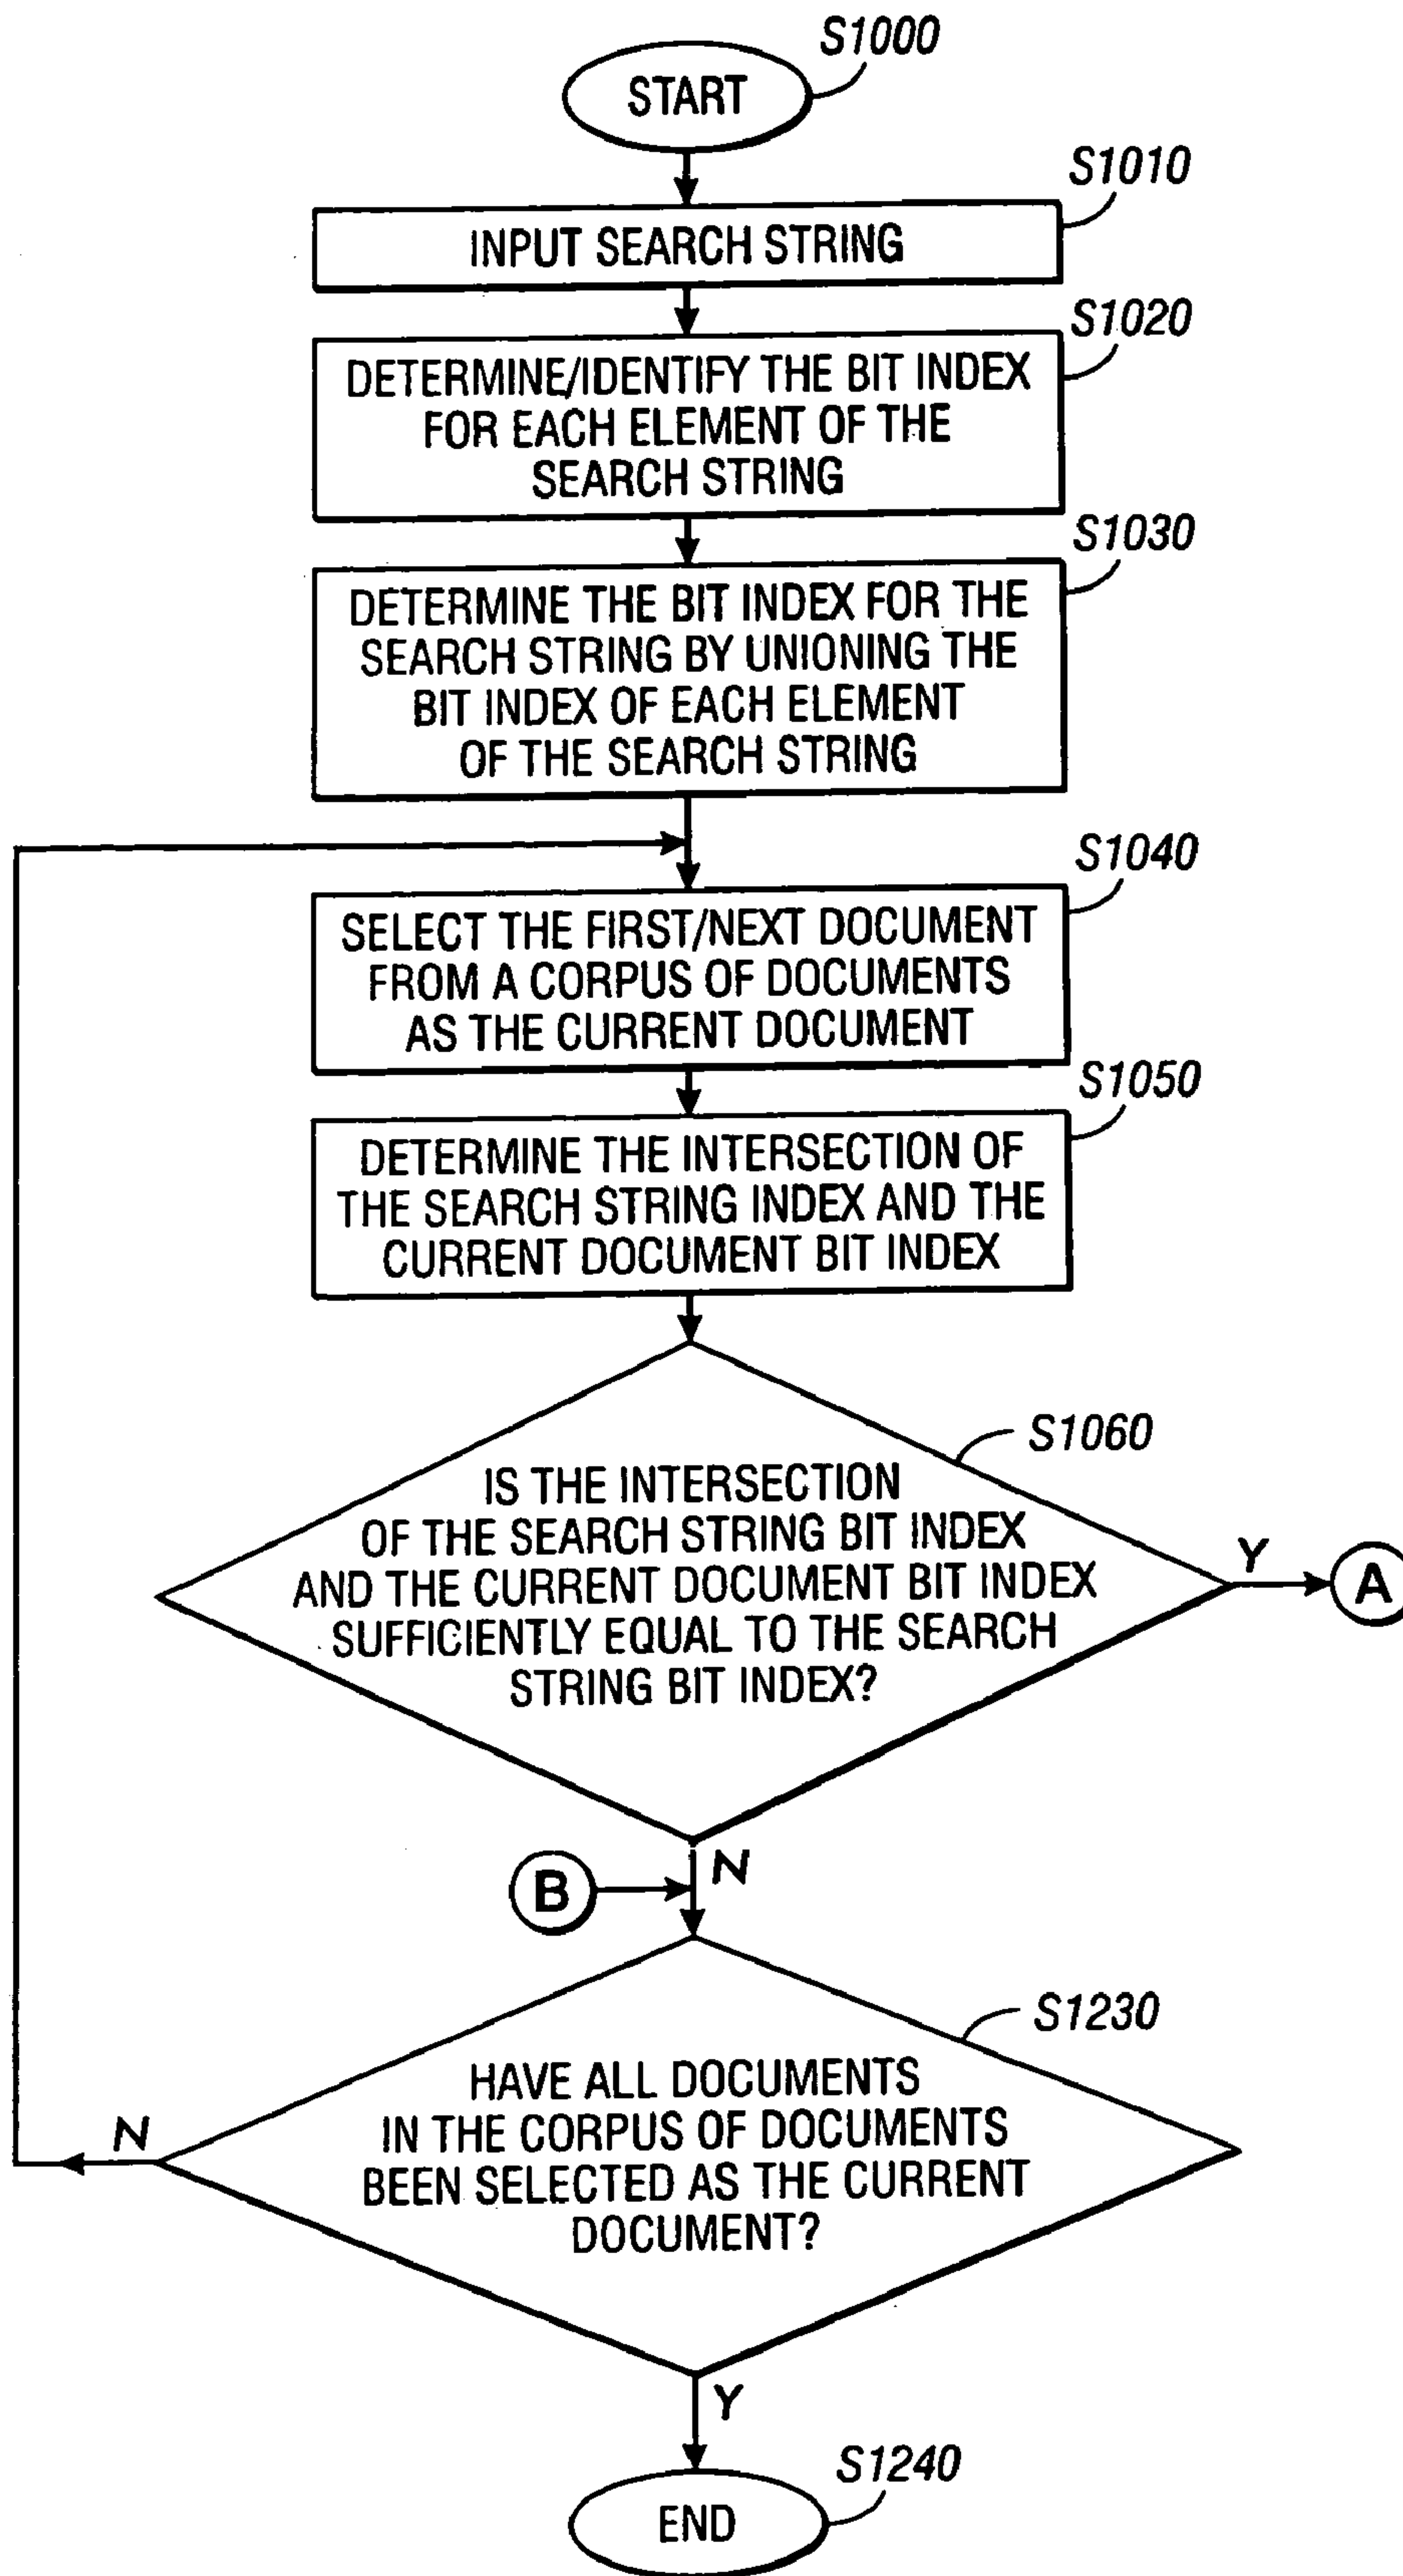 S1000
START
S1010
INPUT SEARCH STRING
S1020
DETERMINE/IDENTIFY THE BIT INDEX
FOR EACH ELEMENT OF THE
SEARCH STRING
S1030
DETERMINE THE BIT INDEX FOR THE
SEARCH STRING BY UNIONING THE
BIT INDEX OF EACH ELEMENT
OF THE SEARCH STRING
S1040
SELECT THE FIRST/NEXT DOCUMENT
FROM A CORPUS OF DOCUMENTS
AS THE CURRENT DOCUMENT
S1050
DETERMINE THE INTERSECTION OF
THE SEARCH STRING INDEX AND THE
CURRENT DOCUMENT BIT INDEX
S1060
IS THE INTERSECTION
OF THE SEARCH STRING BIT INDEX
AND THE CURRENT DOCUMENT BIT INDEX
SUFFICIENTLY EQUAL TO THE SEARCH
STRING BIT INDEX?
Y
A
N
B
S1230
HAVE ALL DOCUMENTS
IN THE CORPUS OF DOCUMENTS
BEEN SELECTED AS THE CURRENT
DOCUMENT?
N
Y
S1240
END